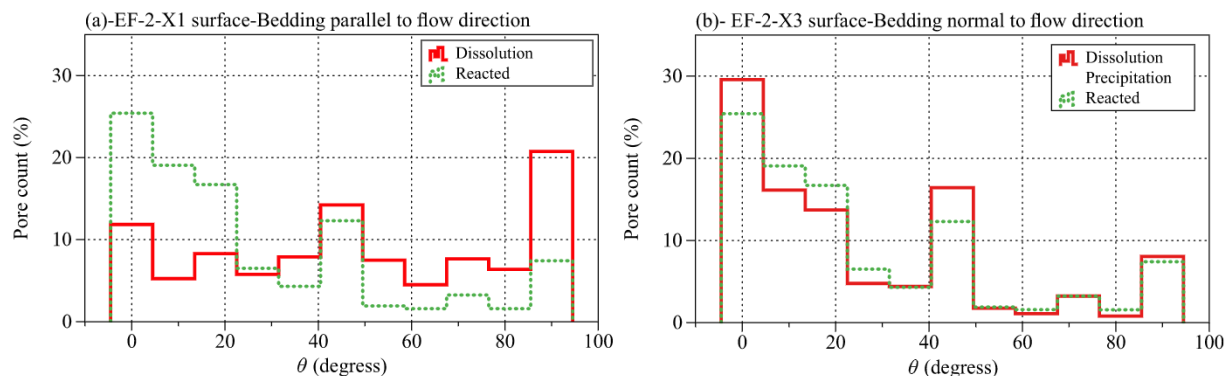 (a)-EF-2-X1 surface-Bedding parallel to flow direction
Dissolution
Reacted
30
20
10
0
Pore count (%)
0 20 40 60 80 100
θ (degrees)
(b)- EF-2-X3 surface-Bedding normal to flow direction
Dissolution
Precipitation
Reacted
30
20
10
0
Pore count (%)
0 20 40 60 80 100
θ (degrees)